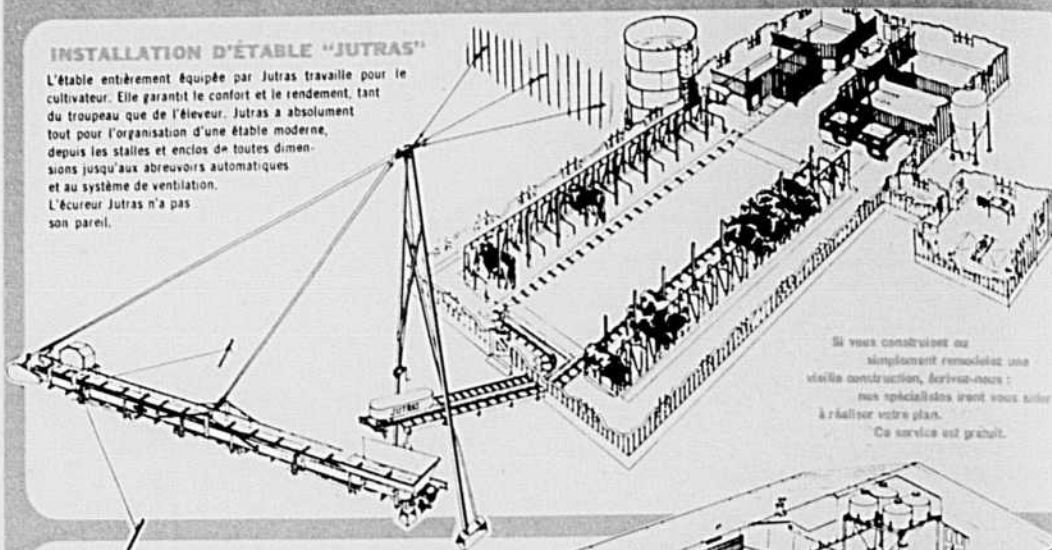 INSTALLATION D'ÉTABLE "JUTRAS"
L'étable entièrement équipée par Jutras travaille pour le
cultivateur. Elle garantit le confort et le rendement, tant
du troupeau que de l'éleveur. Jutras a absolument
tout pour l'organisation d'une étable moderne,
depuis les stalles et enclos de toutes dimen-
sions jusqu'aux abreuvoirs automatiques
et au système de ventilation.
L'écureur Jutras n'a pas
son pareil.
JUTRAS
Si vous construisez ou
simplement remodelez une
vieille construction, écrivez-nous :
nos spécialistes iront vous aider
à réaliser votre plan.
Ce service est gratuit.